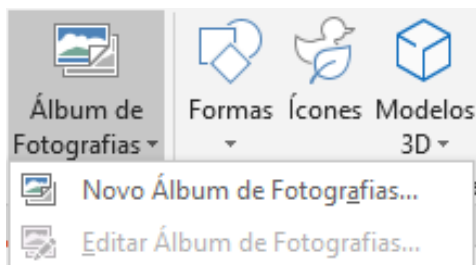 Álbum de
Fotografias
Formas
Ícones
Modelos
3D
Novo Álbum de Fotografias...
Editar Álbum de Fotografias...